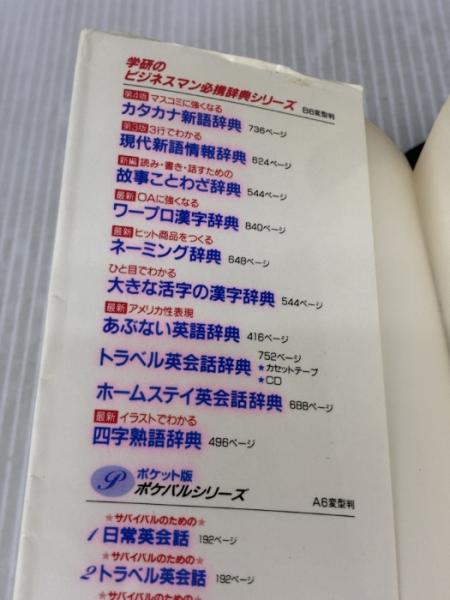 学研の
ビジネスマン必携辞典シリーズ B6変型判
第4版 マスコミに強くなる
カタカナ新語辞典 736ページ
第3版 3行でわかる
現代新語情報辞典 624ページ
新編 読み・書き・話すための
故事ことわざ辞典 544ページ
最新 OAに強くなる
ワープロ漢字辞典 840ページ
最新 ヒット商品をつくる
ネーミング辞典 648ページ
ひと目でわかる
大きな活字の漢字辞典 544ページ
最新 アメリカ性表現
あぶない英語辞典 416ページ
トラベル英会話辞典 752ページ
★カセットテープ
★CD
ホームステイ英会話辞典 688ページ
最新 イラストでわかる
四字熟語辞典 496ページ
P ポケット版
ポケパルシリーズ A6変型判
★サバイバルのための★
1 日常英会話 192ページ
★サバイバルのための★
2 トラベル英会話 192ページ
★サバイバルのための★